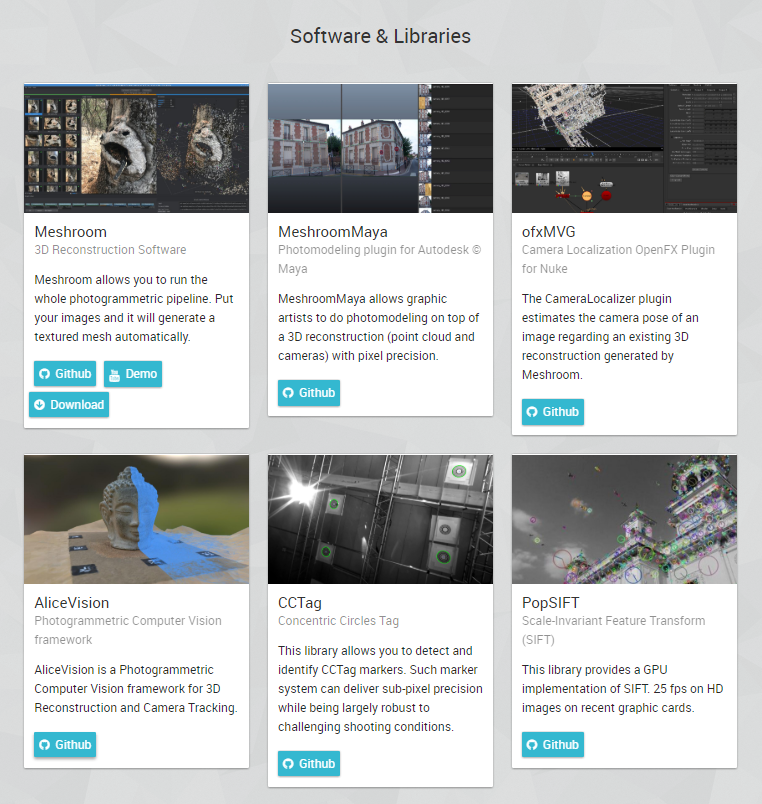 Software & Libraries
Meshroom
3D Reconstruction Software
Meshroom allows you to run the
whole photogrammetric pipeline. Put
your images and it will generate a
textured mesh automatically.
Github
Demo
Download
MeshroomMaya
Photomodeling plugin for Autodesk ©
Maya
MeshroomMaya allows graphic
artists to do photomodeling on top of
a 3D reconstruction (point cloud and
cameras) with pixel precision.
Github
ofxMVG
Camera Localization OpenFX Plugin
for Nuke
The CameraLocalizer plugin
estimates the camera pose of an
image regarding an existing 3D
reconstruction generated by
Meshroom.
Github
AliceVision
Photogrammetric Computer Vision
framework
AliceVision is a Photogrammetric
Computer Vision framework for 3D
Reconstruction and Camera Tracking.
Github
CCTag
Concentric Circles Tag
This library allows you to detect and
identify CCTag markers. Such marker
system can deliver sub-pixel precision
while being largely robust to
challenging shooting conditions.
Github
PopSIFT
Scale-Invariant Feature Transform
(SIFT)
This library provides a GPU
implementation of SIFT. 25 fps on HD
images on recent graphic cards.
Github